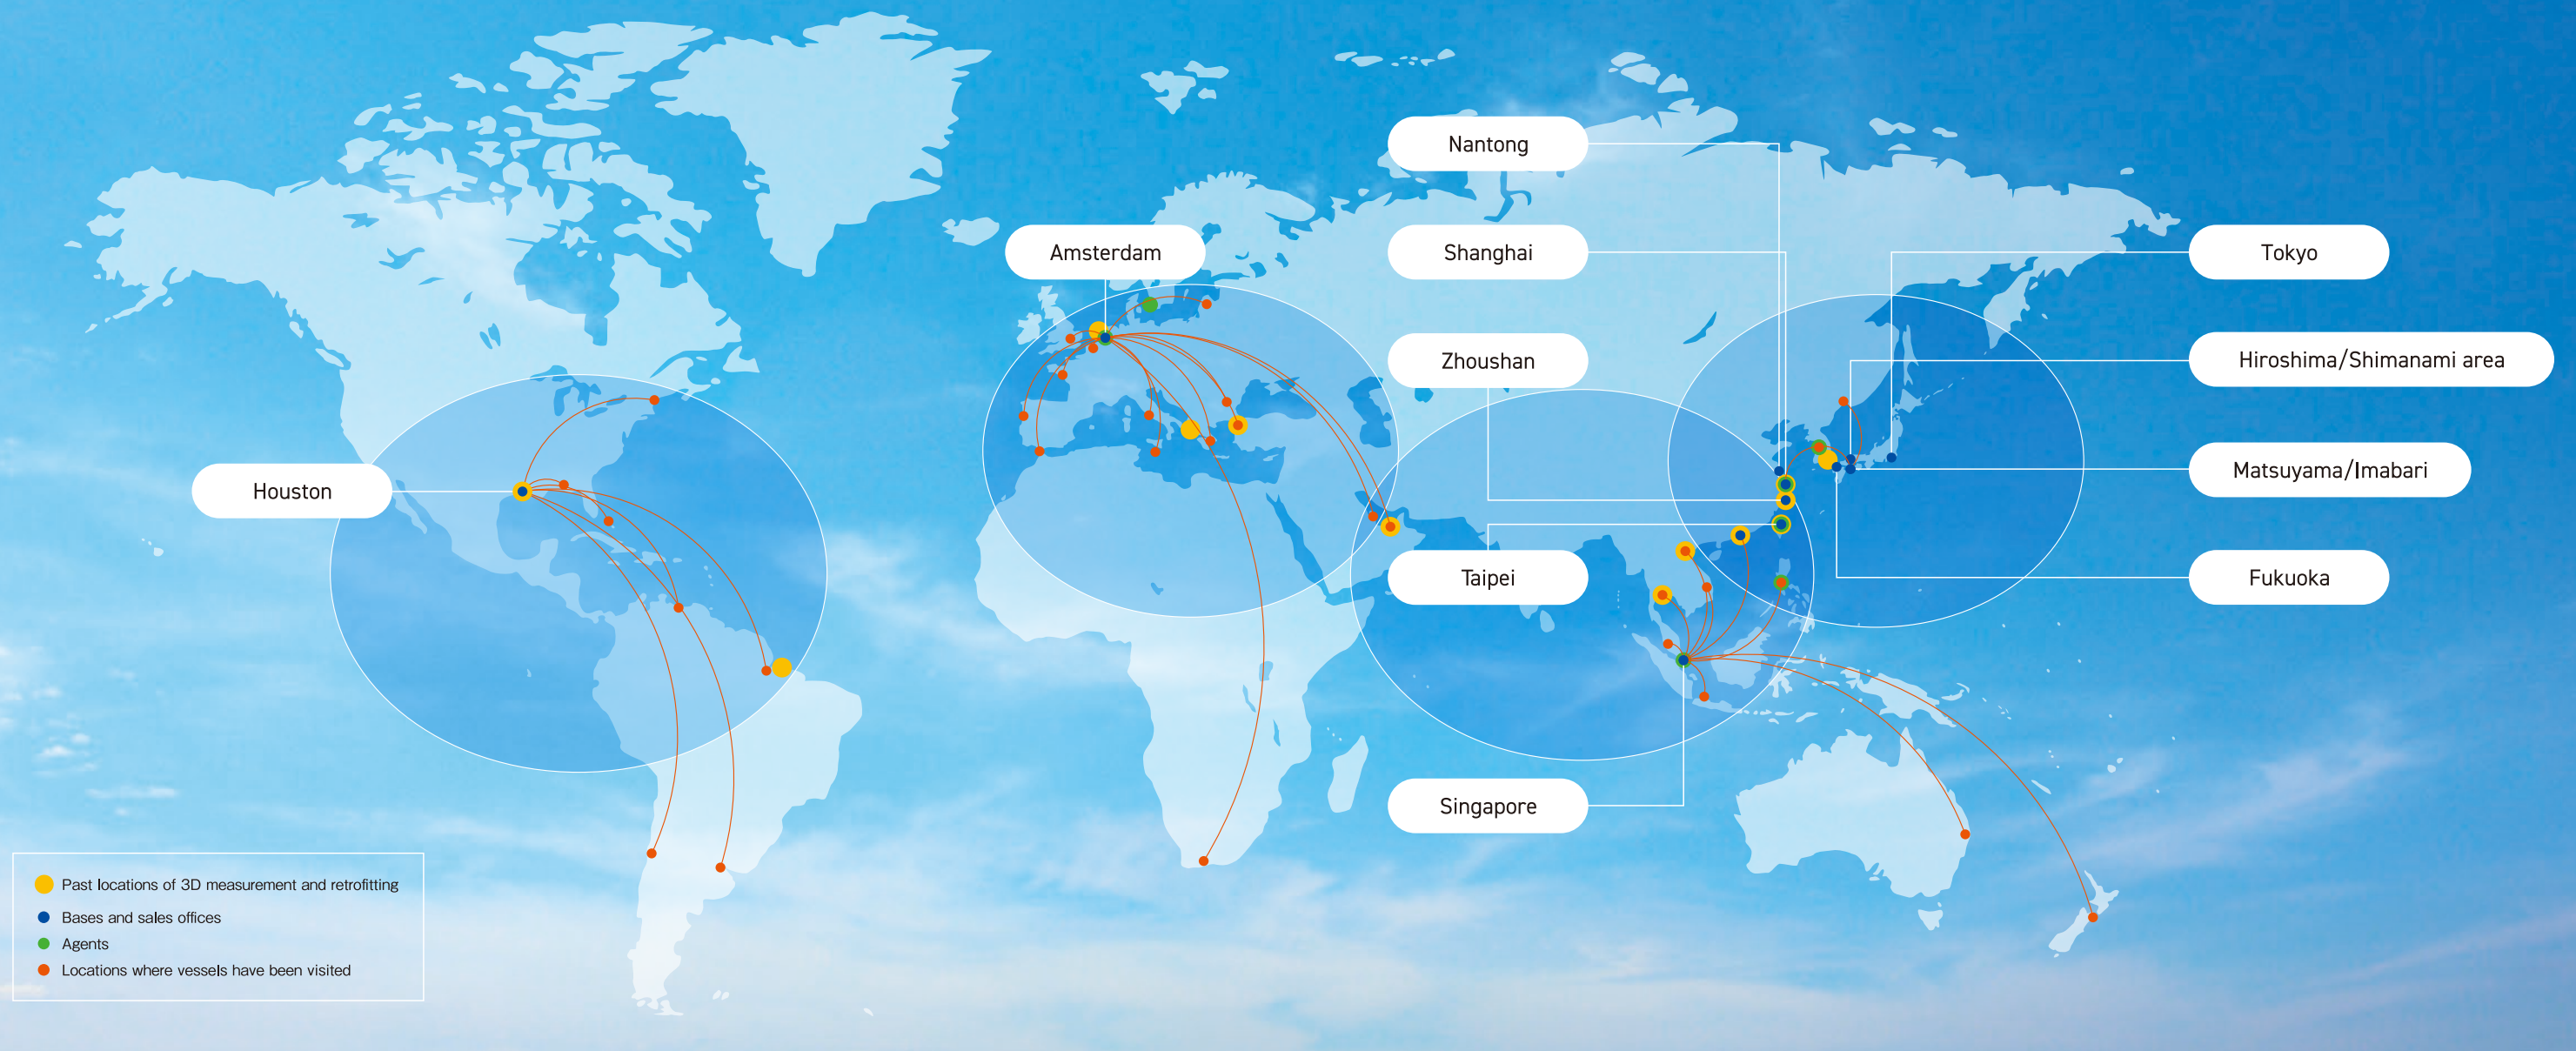 Nantong
Amsterdam
Shanghai
Tokyo
Zhoushan
Hiroshima/Shimanami area
Houston
Matsuyama/Imabari
Taipei
Fukuoka
Singapore
Past locations of 3D measurement and retrofitting
Bases and sales offices
Agents
Locations where vessels have been visited